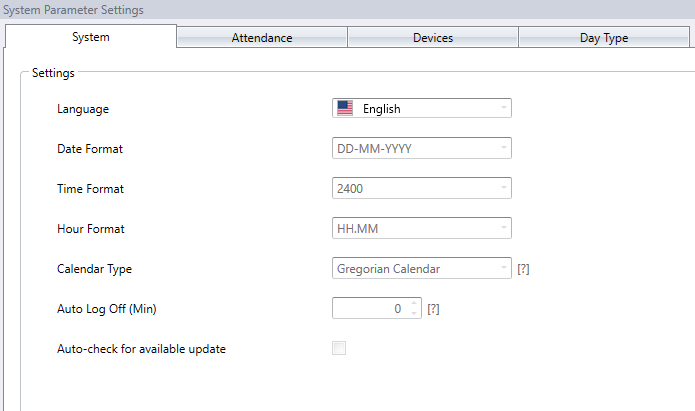 System Parameter Settings
System Attendance Devices Day Type
Settings
Language English
Date Format DD-MM-YYYY
Time Format 2400
Hour Format HH.MM
Calendar Type Gregorian Calendar [?]
Auto Log Off (Min) 0 [?]
Auto-check for available update